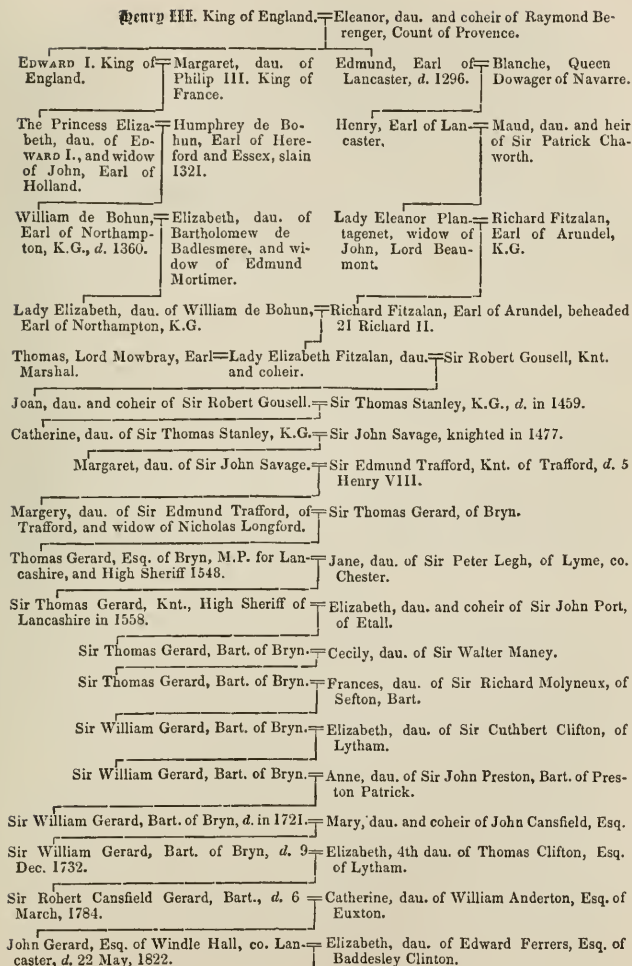 Henry III. King of England.=Eleanor, dau. and coheir of Raymond Be-
renger, Count of Provence.
EDWARD I. King of
England.
=Margaret, dau. of
Philip III. King of
France.
Edmund, Earl of
Lancaster, d. 1296.
=Blanche, Queen
Dowager of Navarre.
The Princess Eliza-
beth, dau. of ED-
WARD I., and widow
of John, Earl of
Holland.
=Humphrey de Bo-
hun, Earl of Here-
ford and Essex, slain
1321.
Henry, Earl of Lan-
caster,
=Maud, dau. and heir
of Sir Patrick Cha-
worth.
William de Bohun,
Earl of Northamp-
ton, K.G., d. 1360.
=Elizabeth, dau. of
Bartholomew de
Badlesmere, and wi-
dow of Edmund
Mortimer.
Lady Eleanor Plan-
tagenet, widow of
John, Lord Beau-
mont.
=Richard Fitzalan,
Earl of Arundel,
K.G.
Lady Elizabeth, dau. of William de Bohun,
Earl of Northampton, K.G.
=Richard Fitzalan, Earl of Arundel, beheaded
21 Richard II.
Thomas, Lord Mowbray, Earl
Marshal.
=Lady Elizabeth Fitzalan, dau.
and coheir.
=Sir Robert Gousell, Knt.
Joan, dau. and coheir of Sir Robert Gousell.=Sir Thomas Stanley, K.G., d. in 1459.
Catherine, dau. of Sir Thomas Stanley, K.G.=Sir John Savage, knighted in 1477.
Margaret, dau. of Sir John Savage.=Sir Edmund Trafford, Knt. of Trafford, d. 5
Henry VIII.
Margery, dau. of Sir Edmund Trafford, of
Trafford, and widow of Nicholas Longford.
=Sir Thomas Gerard, of Bryn.
Thomas Gerard, Esq. of Bryn, M.P. for Lan-
cashire, and High Sheriff 1548.
=Jane, dau. of Sir Peter Legh, of Lyme, co.
Chester.
Sir Thomas Gerard, Knt., High Sheriff of
Lancashire in 1558.
=Elizabeth, dau. and coheir of Sir John Port,
of Etall.
Sir Thomas Gerard, Bart. of Bryn.=Cecily, dau. of Sir Walter Maney.
Sir Thomas Gerard, Bart. of Bryn.=Frances, dau. of Sir Richard Molyneux, of
Sefton, Bart.
Sir William Gerard, Bart. of Bryn.=Elizabeth, dau. of Sir Cuthbert Clifton, of
Lytham.
Sir William Gerard, Bart. of Bryn.=Anne, dau. of Sir John Preston, Bart. of Pres-
ton Patrick.
Sir William Gerard, Bart. of Bryn, d. in 1721.=Mary, dau. and coheir of John Cansfield, Esq.
Sir William Gerard, Bart. of Bryn, d. 9
Dec. 1732.
=Elizabeth, 4th dau. of Thomas Clifton, Esq.
of Lytham.
Sir Robert Cansfield Gerard, Bart., d. 6
March, 1784.
=Catherine, dau. of William Anderton, Esq. of
Euxton.
John Gerard, Esq. of Windle Hall, co. Lan-
caster, d. 22 May, 1822.
=Elizabeth, dau. of Edward Ferrers, Esq. of
Baddesley Clinton.